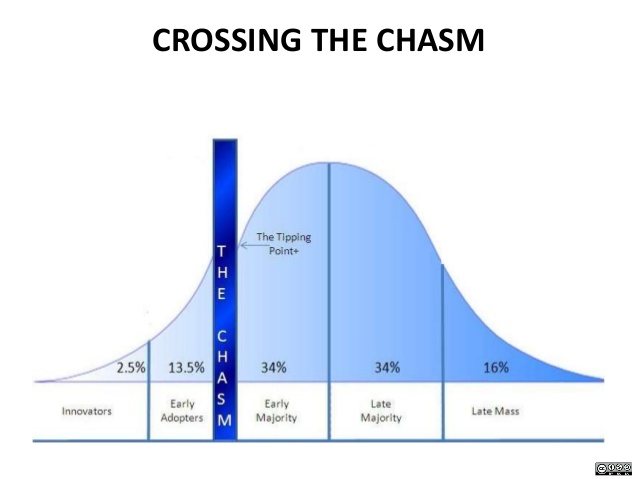 CROSSING THE CHASM
The Tipping
Point+
THE CHASM
2.5%
13.5%
34%
34%
16%
Innovators
Early
Adopters
Early
Majority
Late
Majority
Late Mass